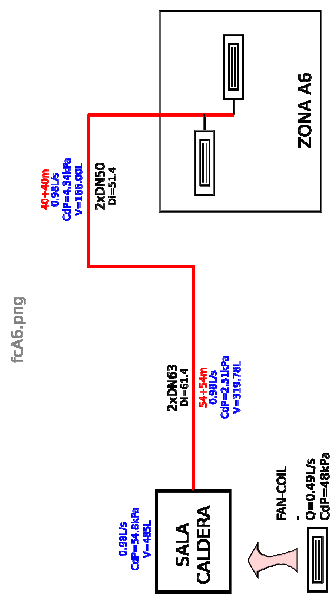 fcA6.png
40+40m
0.98L/s
CdP=4.34kPa
V=166.00L
2xDN50
Di=51.4
ZONA A6
2xDN63
Di=61.4
54+54m
0.98L/s
CdP=2.51kPa
V=319.78L
0.98L/s
CdP=54.8kPa
V=485L
SALA
CALDERA
FAN-COIL
-
Q=0.49L/s
CdP=48kPa